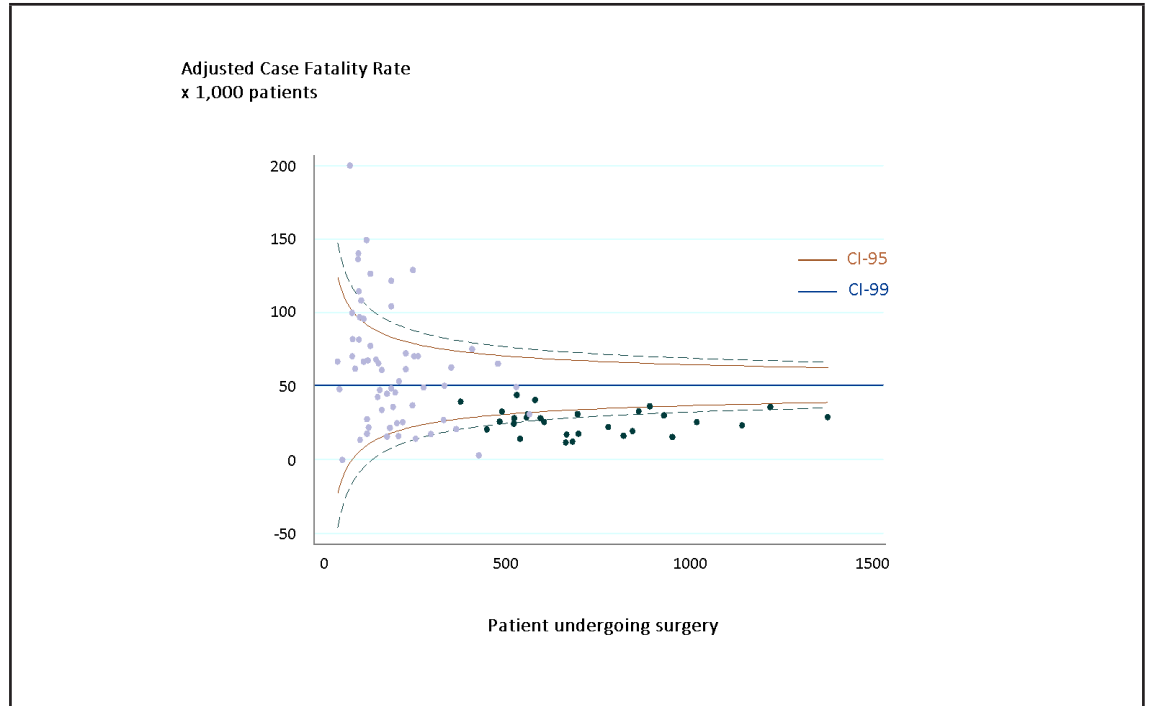 Adjusted Case Fatality Rate
x 1,000 patients
200
150
100
50
0
-50
CI-95
CI-99
0 500 1000 1500
Patient undergoing surgery